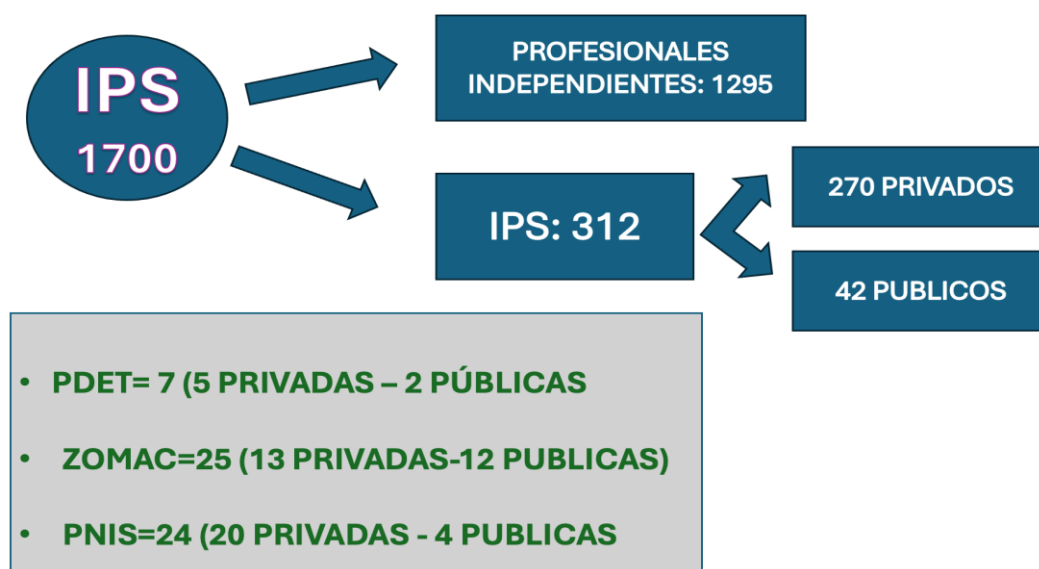 IPS
1700
PROFESIONALES
INDEPENDIENTES: 1295
IPS: 312
270 PRIVADOS
42 PUBLICOS
• PDET= 7 (5 PRIVADAS – 2 PÚBLICAS
• ZOMAC=25 (13 PRIVADAS-12 PUBLICAS)
• PNIS=24 (20 PRIVADAS - 4 PUBLICAS